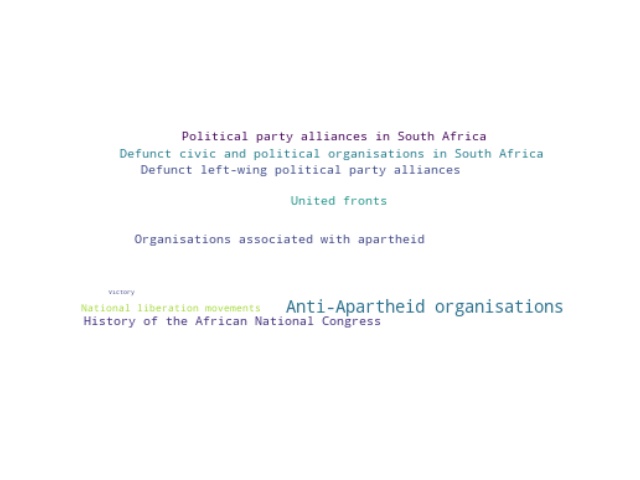 Political party alliances in South Africa
Defunct civic and political organisations in South Africa
Defunct left-wing political party alliances
United fronts
Organisations associated with apartheid
victory
National liberation movements
Anti-Apartheid organisations
History of the African National Congress